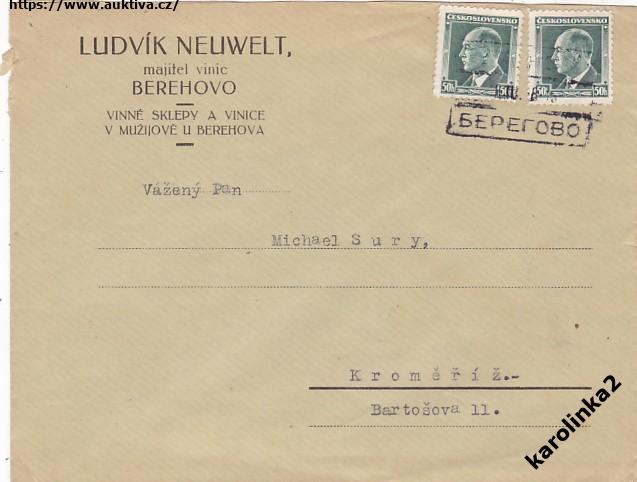 https://www.auktiva.cz/
LUDVÍK NEUWELT,
majitel vinic
BEREHOVO
VINNÉ SKLEPY A VINICE
V MUŽIJOVĚ U BEREHOVA
ČESKOSLOVENSKO
50h 50h
ČESKOSLOVENSKO
50h 50h
БЕРЕГОВО
Vážený Pan
Michael Sury,
Kroměříž.-
Bartošova 11.
karolinka2